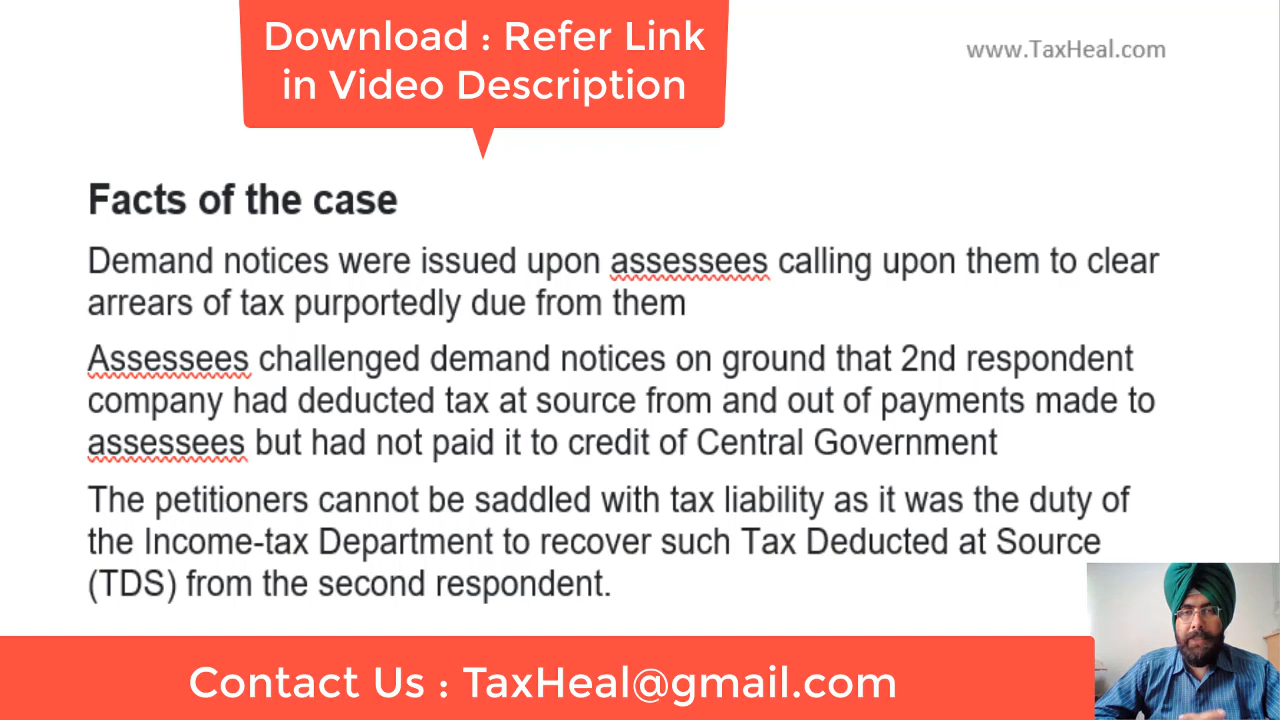 Download : Refer Link
in Video Description
www.TaxHeal.com
Facts of the case
Demand notices were issued upon assessees calling upon them to clear
arrears of tax purportedly due from them
Assessees challenged demand notices on ground that 2nd respondent
company had deducted tax at source from and out of payments made to
assessees but had not paid it to credit of Central Government
The petitioners cannot be saddled with tax liability as it was the duty of
the Income-tax Department to recover such Tax Deducted at Source
(TDS) from the second respondent.
Contact Us : TaxHeal@gmail.com